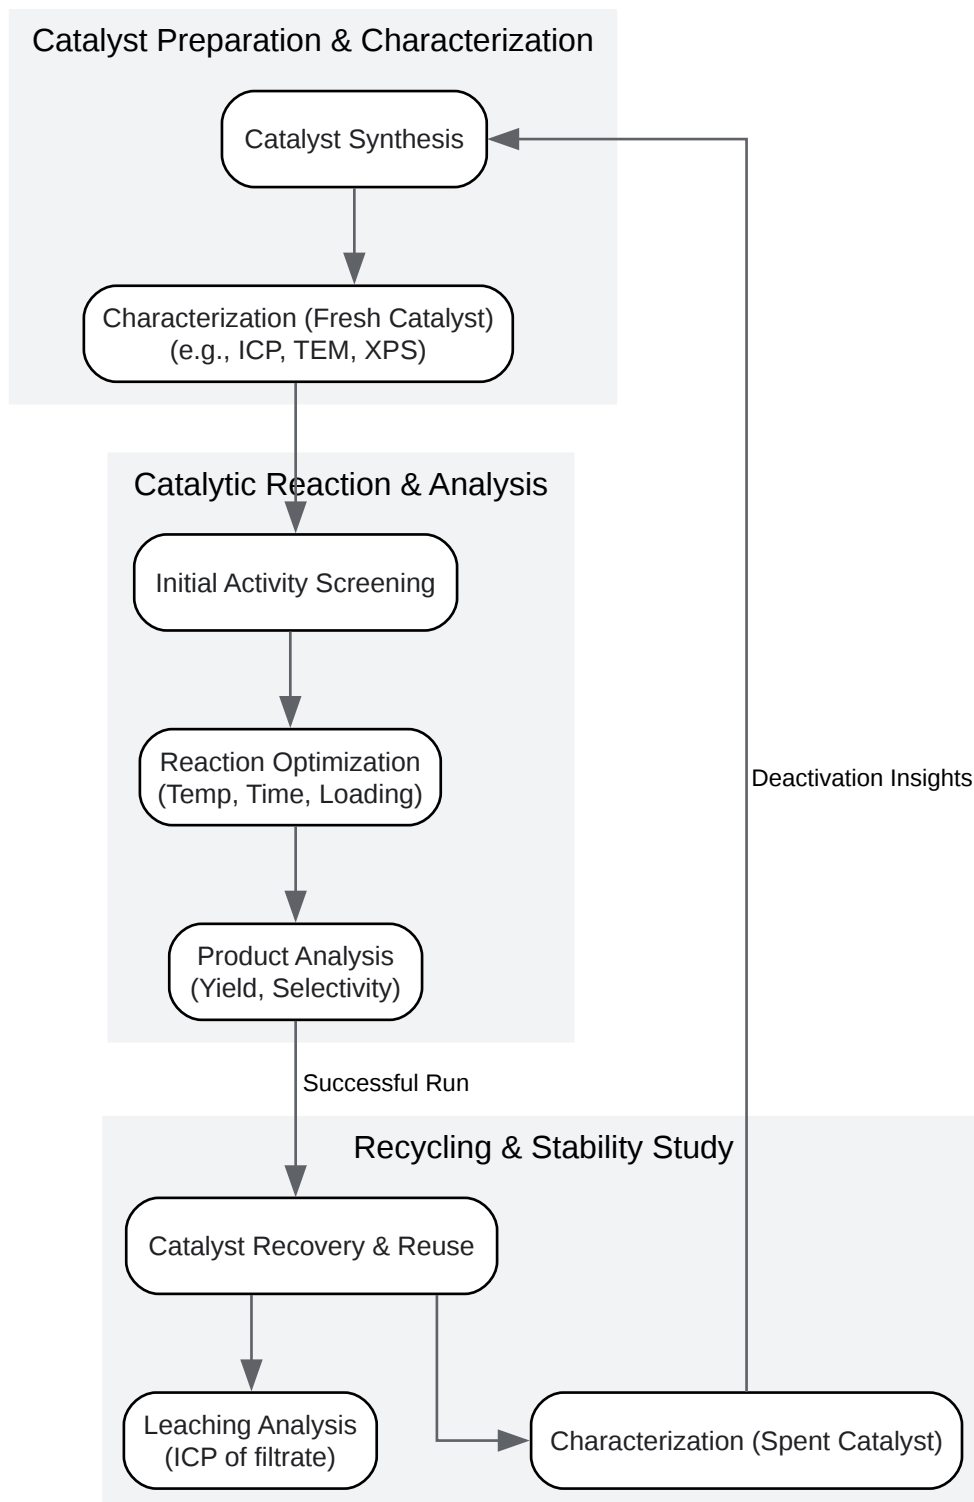 Catalyst Preparation & Characterization
Catalyst Synthesis
Characterization (Fresh Catalyst)
(e.g., ICP, TEM, XPS)
Catalytic Reaction & Analysis
Initial Activity Screening
Reaction Optimization
(Temp, Time, Loading)
Deactivation Insights
Product Analysis
(Yield, Selectivity)
Successful Run
Recycling & Stability Study
Catalyst Recovery & Reuse
Leaching Analysis
(ICP of filtrate)
Characterization (Spent Catalyst)